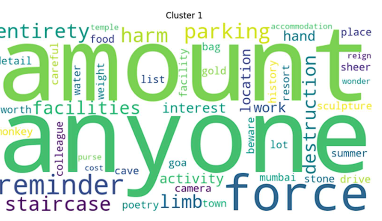 Cluster 1
entirety
temple
food
harm
parking
bag
hand
accommodation
place
detail
amount
careful
water
weight
list
facility
gold
location
history
resort
reign
sheer
wonder
worth
facilities
interest
work
destruction
sculpture
monkey
anyone
colleague
beware
lot
summer
purse
cost
cave
goa
activity
mumbai
stone
drive
reminder
camera
force
staircase
poetry
limb
town